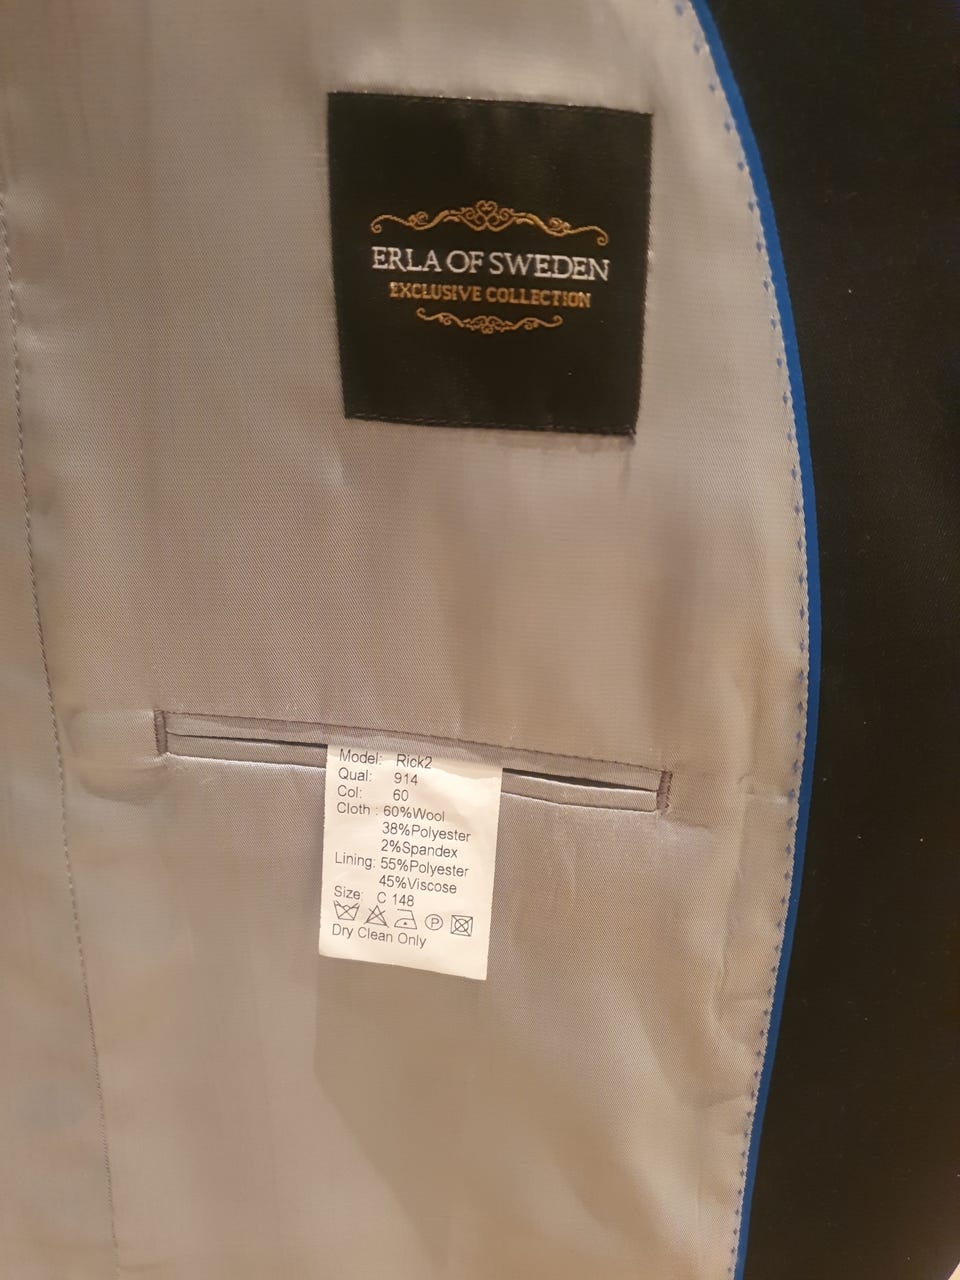 ERLA OF SWEDEN
EXCLUSIVE COLLECTION
Model: Rick2
Qual: 914
Col: 60
Cloth : 60%Wool
38%Polyester
2%Spandex
Lining: 55%Polyester
45%Viscose
Size: C 148
P
Dry Clean Only